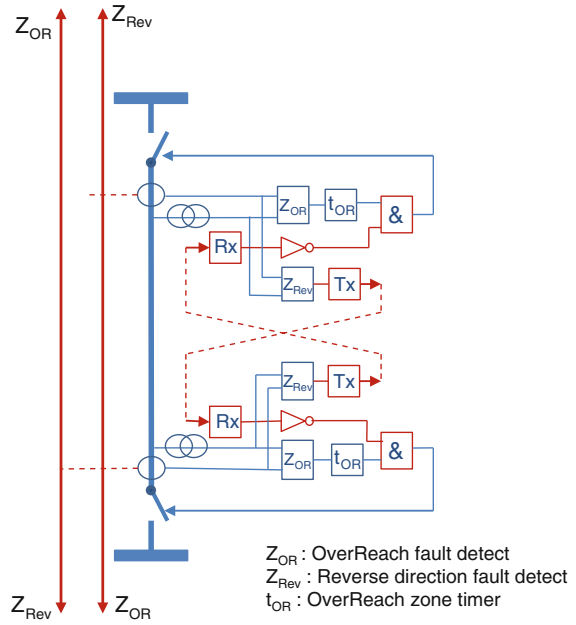 Z_OR Z_Rev
Z_OR t_OR &
Rx
Z_Rev Tx
Z_Rev Tx
Rx
Z_OR t_OR &
Z_OR : OverReach fault detect
Z_Rev : Reverse direction fault detect
t_OR : OverReach zone timer
Z_Rev Z_OR